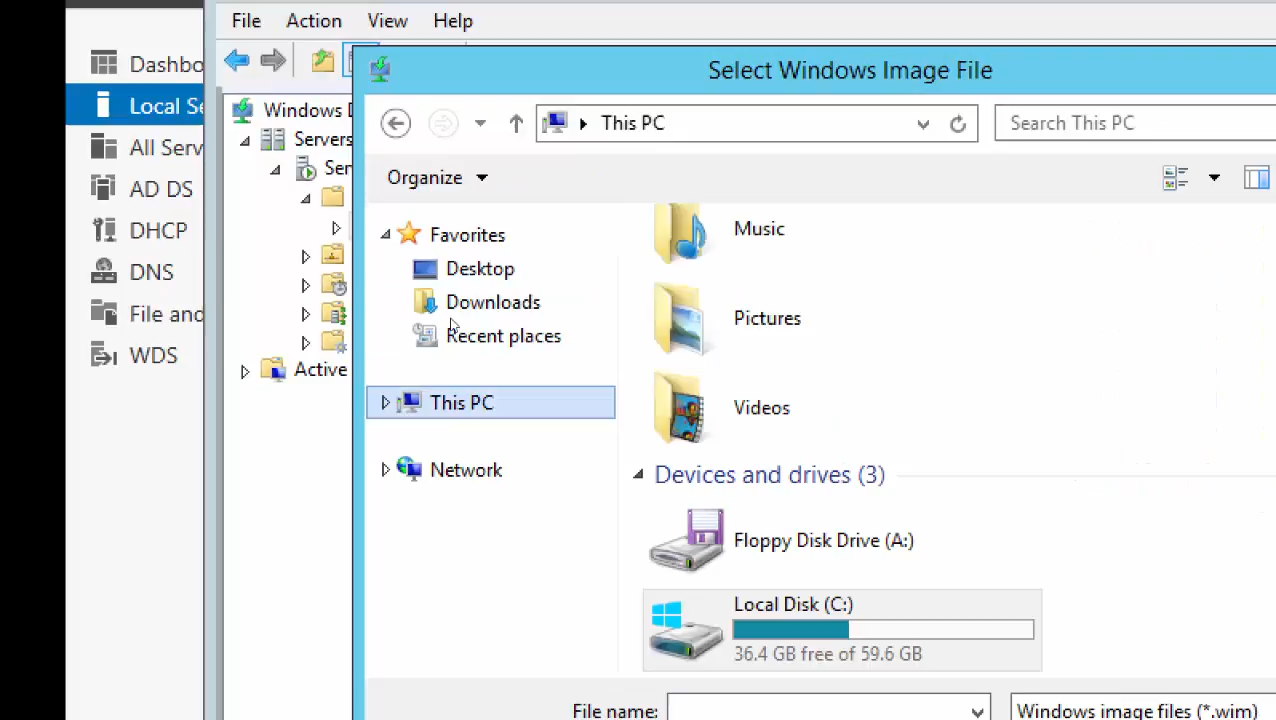 File Action View Help
Select Windows Image File
Dashbo
Local Se
All Serv
AD DS
DHCP
DNS
File and
WDS
Windows D
Servers
Ser
Active
This PC
Search This PC
Organize
Favorites
Desktop
Downloads
Recent places
This PC
Network
Music
Pictures
Videos
Devices and drives (3)
Floppy Disk Drive (A:)
Local Disk (C:)
36.4 GB free of 59.6 GB
File name:
Windows image files (*.wim)